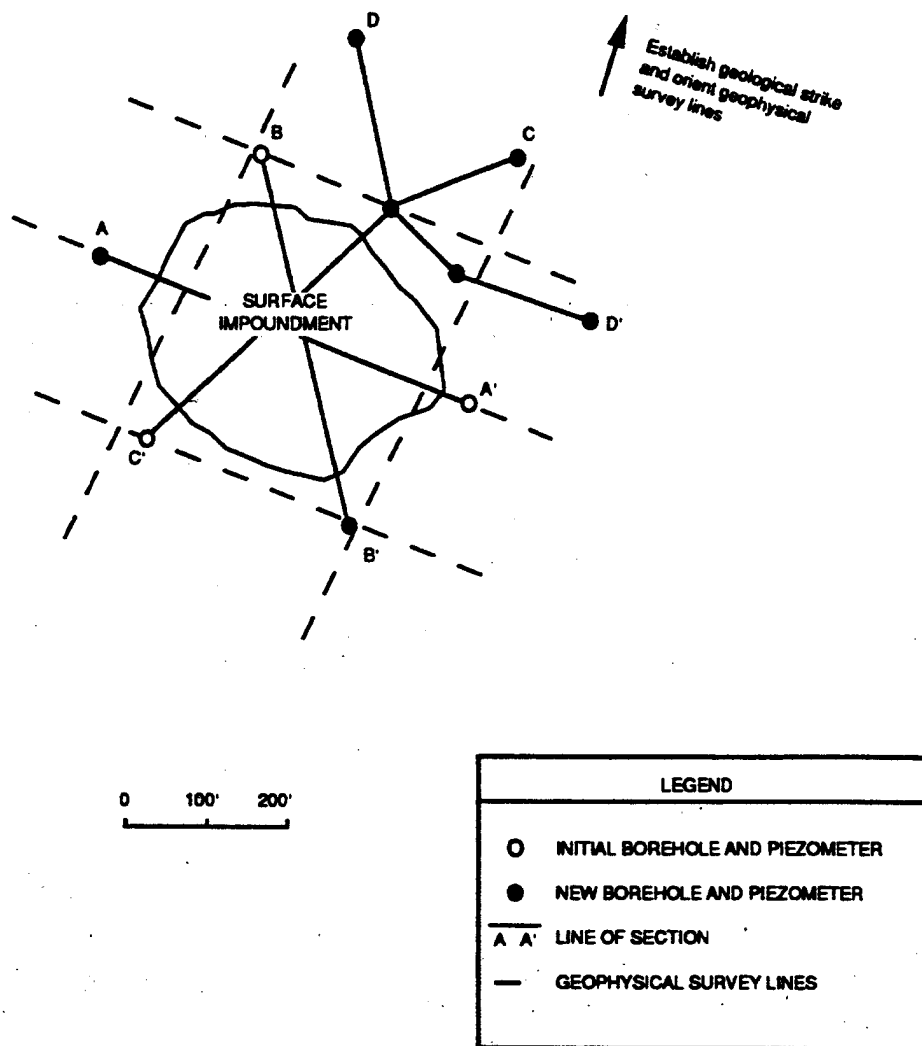 D
Establish geological strike
and orient geophysical
survey lines
B
C
A
SURFACE
IMPOUNDMENT
D'
A'
C'
B'
0 100' 200'
LEGEND
INITIAL BOREHOLE AND PIEZOMETER
NEW BOREHOLE AND PIEZOMETER
A A' LINE OF SECTION
GEOPHYSICAL SURVEY LINES